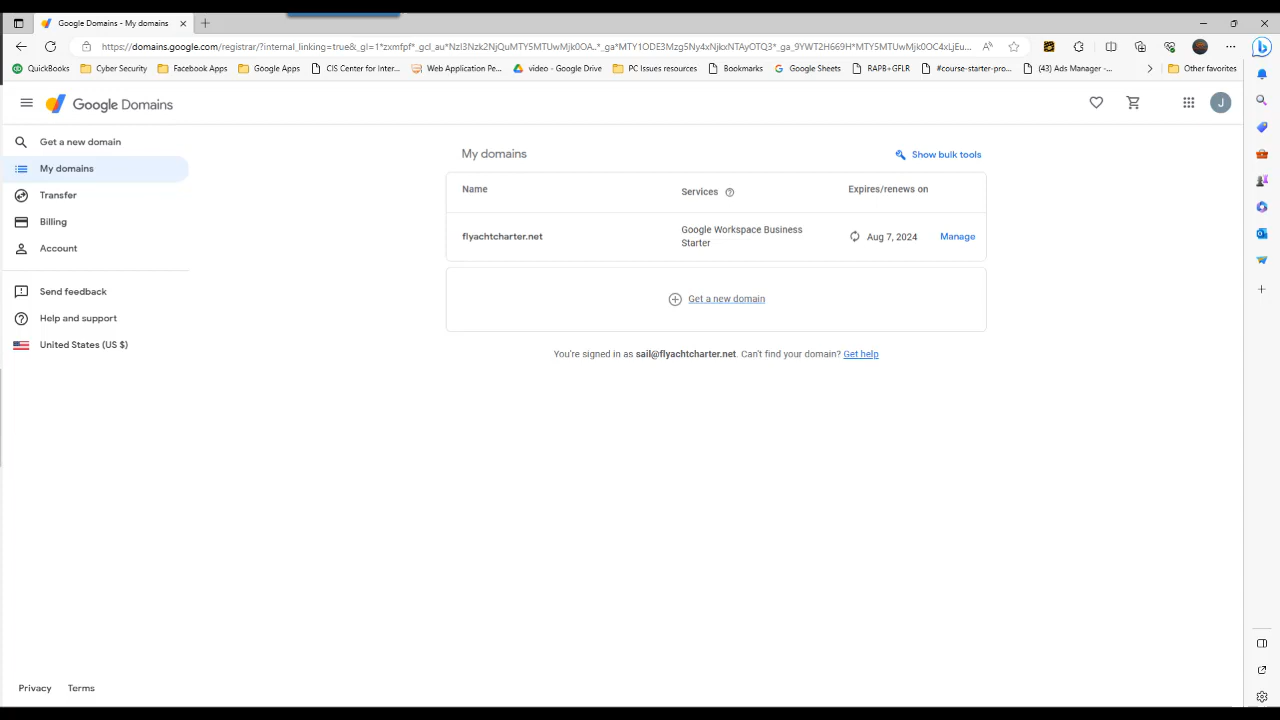 Google Domains - My domains
https://domains.google.com/registrar/?internal_linking=true&_gl=1*zxmfpf*_gcl_au*NzI3Nzk2NjQuMTY5MTUwMjk0OA..*_ga*MTY1ODE3Mzg5Ny4xNjkxNTAyOTQ3*_ga_9YWT2H669H*MTY5MTUwMjk0OC4xLjEu...
QuickBooks Cyber Security Facebook Apps Google Apps CIS Center for Inter... Web Application Pe... video - Google Drive PC Issues resources Bookmarks Google Sheets RAPB+GFLR #course-starter-pro... (43) Ads Manager -... Other favorites
Google Domains
J
Get a new domain
My domains
Transfer
Billing
Account
Send feedback
Help and support
United States (US $)
My domains
Show bulk tools
Name Services Expires/renews on
flyachtcharter.net Google Workspace Business
Starter Aug 7, 2024 Manage
Get a new domain
You're signed in as sail@flyachtcharter.net. Can't find your domain? Get help
Privacy Terms